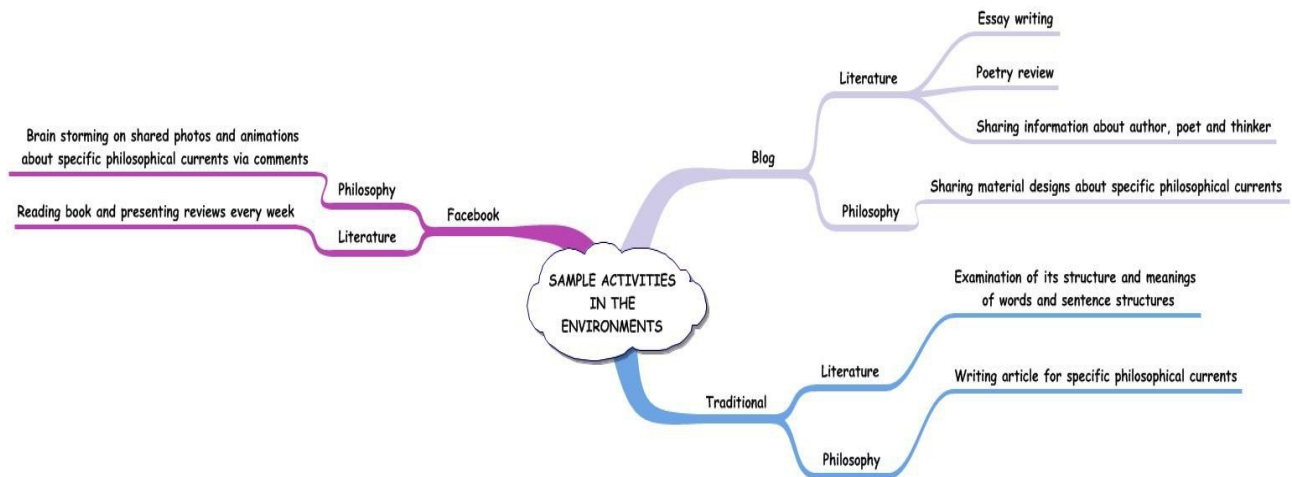 SAMPLE ACTIVITIES
IN THE
ENVIRONMENTS
Facebook
Philosophy
Brain storming on shared photos and animations
about specific philosophical currents via comments
Literature
Reading book and presenting reviews every week
Blog
Literature
Essay writing
Poetry review
Sharing information about author, poet and thinker
Philosophy
Sharing material designs about specific philosophical currents
Traditional
Literature
Examination of its structure and meanings
of words and sentence structures
Philosophy
Writing article for specific philosophical currents